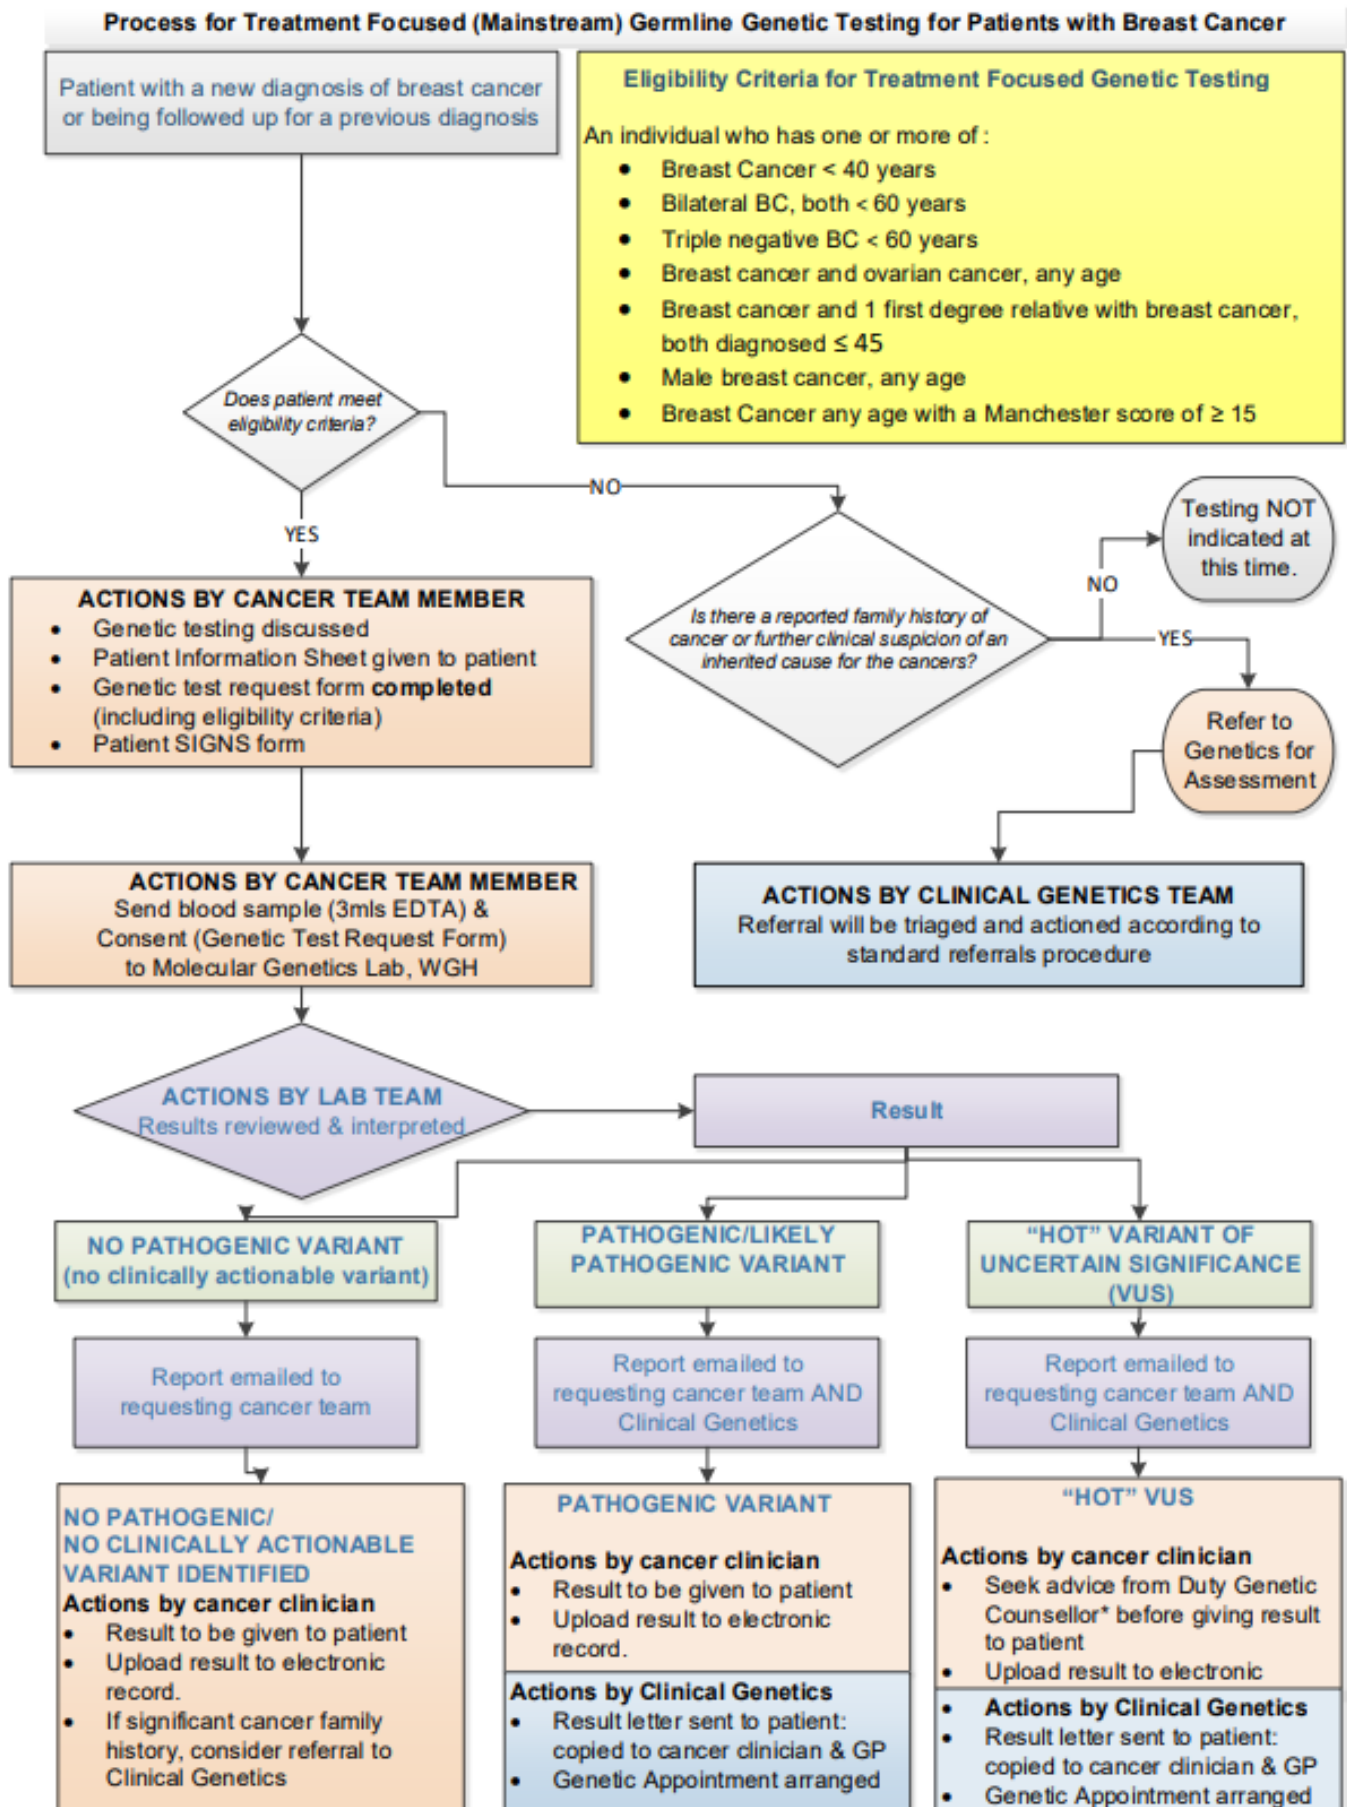 Process for Treatment Focused (Mainstream) Germline Genetic Testing for Patients with Breast Cancer
Patient with a new diagnosis of breast cancer
or being followed up for a previous diagnosis
Eligibility Criteria for Treatment Focused Genetic Testing
An individual who has one or more of :
• Breast Cancer < 40 years
• Bilateral BC, both < 60 years
• Triple negative BC < 60 years
• Breast cancer and ovarian cancer, any age
• Breast cancer and 1 first degree relative with breast cancer,
both diagnosed ≤ 45
• Male breast cancer, any age
• Breast Cancer any age with a Manchester score of ≥ 15
Does patient meet
eligibility criteria?
NO
YES
Is there a reported family history of
cancer or further clinical suspicion of an
inherited cause for the cancers?
NO
Testing NOT
indicated at
this time.
YES
Refer to
Genetics for
Assessment
ACTIONS BY CANCER TEAM MEMBER
• Genetic testing discussed
• Patient Information Sheet given to patient
• Genetic test request form completed
(including eligibility criteria)
• Patient SIGNS form
ACTIONS BY CANCER TEAM MEMBER
Send blood sample (3mls EDTA) &
Consent (Genetic Test Request Form)
to Molecular Genetics Lab, WGH
ACTIONS BY CLINICAL GENETICS TEAM
Referral will be triaged and actioned according to
standard referrals procedure
ACTIONS BY LAB TEAM
Results reviewed & interpreted
Result
NO PATHOGENIC VARIANT
(no clinically actionable variant)
PATHOGENIC/LIKELY
PATHOGENIC VARIANT
“HOT” VARIANT OF
UNCERTAIN SIGNIFICANCE
(VUS)
Report emailed to
requesting cancer team
Report emailed to
requesting cancer team AND
Clinical Genetics
Report emailed to
requesting cancer team AND
Clinical Genetics
NO PATHOGENIC/
NO CLINICALLY ACTIONABLE
VARIANT IDENTIFIED
Actions by cancer clinician
• Result to be given to patient
• Upload result to electronic
record.
• If significant cancer family
history, consider referral to
Clinical Genetics
PATHOGENIC VARIANT
Actions by cancer clinician
• Result to be given to patient
• Upload result to electronic
record.
Actions by Clinical Genetics
• Result letter sent to patient:
copied to cancer clinician & GP
• Genetic Appointment arranged
“HOT” VUS
Actions by cancer clinician
• Seek advice from Duty Genetic
Counsellor* before giving result
to patient
• Upload result to electronic
• Actions by Clinical Genetics
• Result letter sent to patient:
copied to cancer clinician & GP
• Genetic Appointment arranged